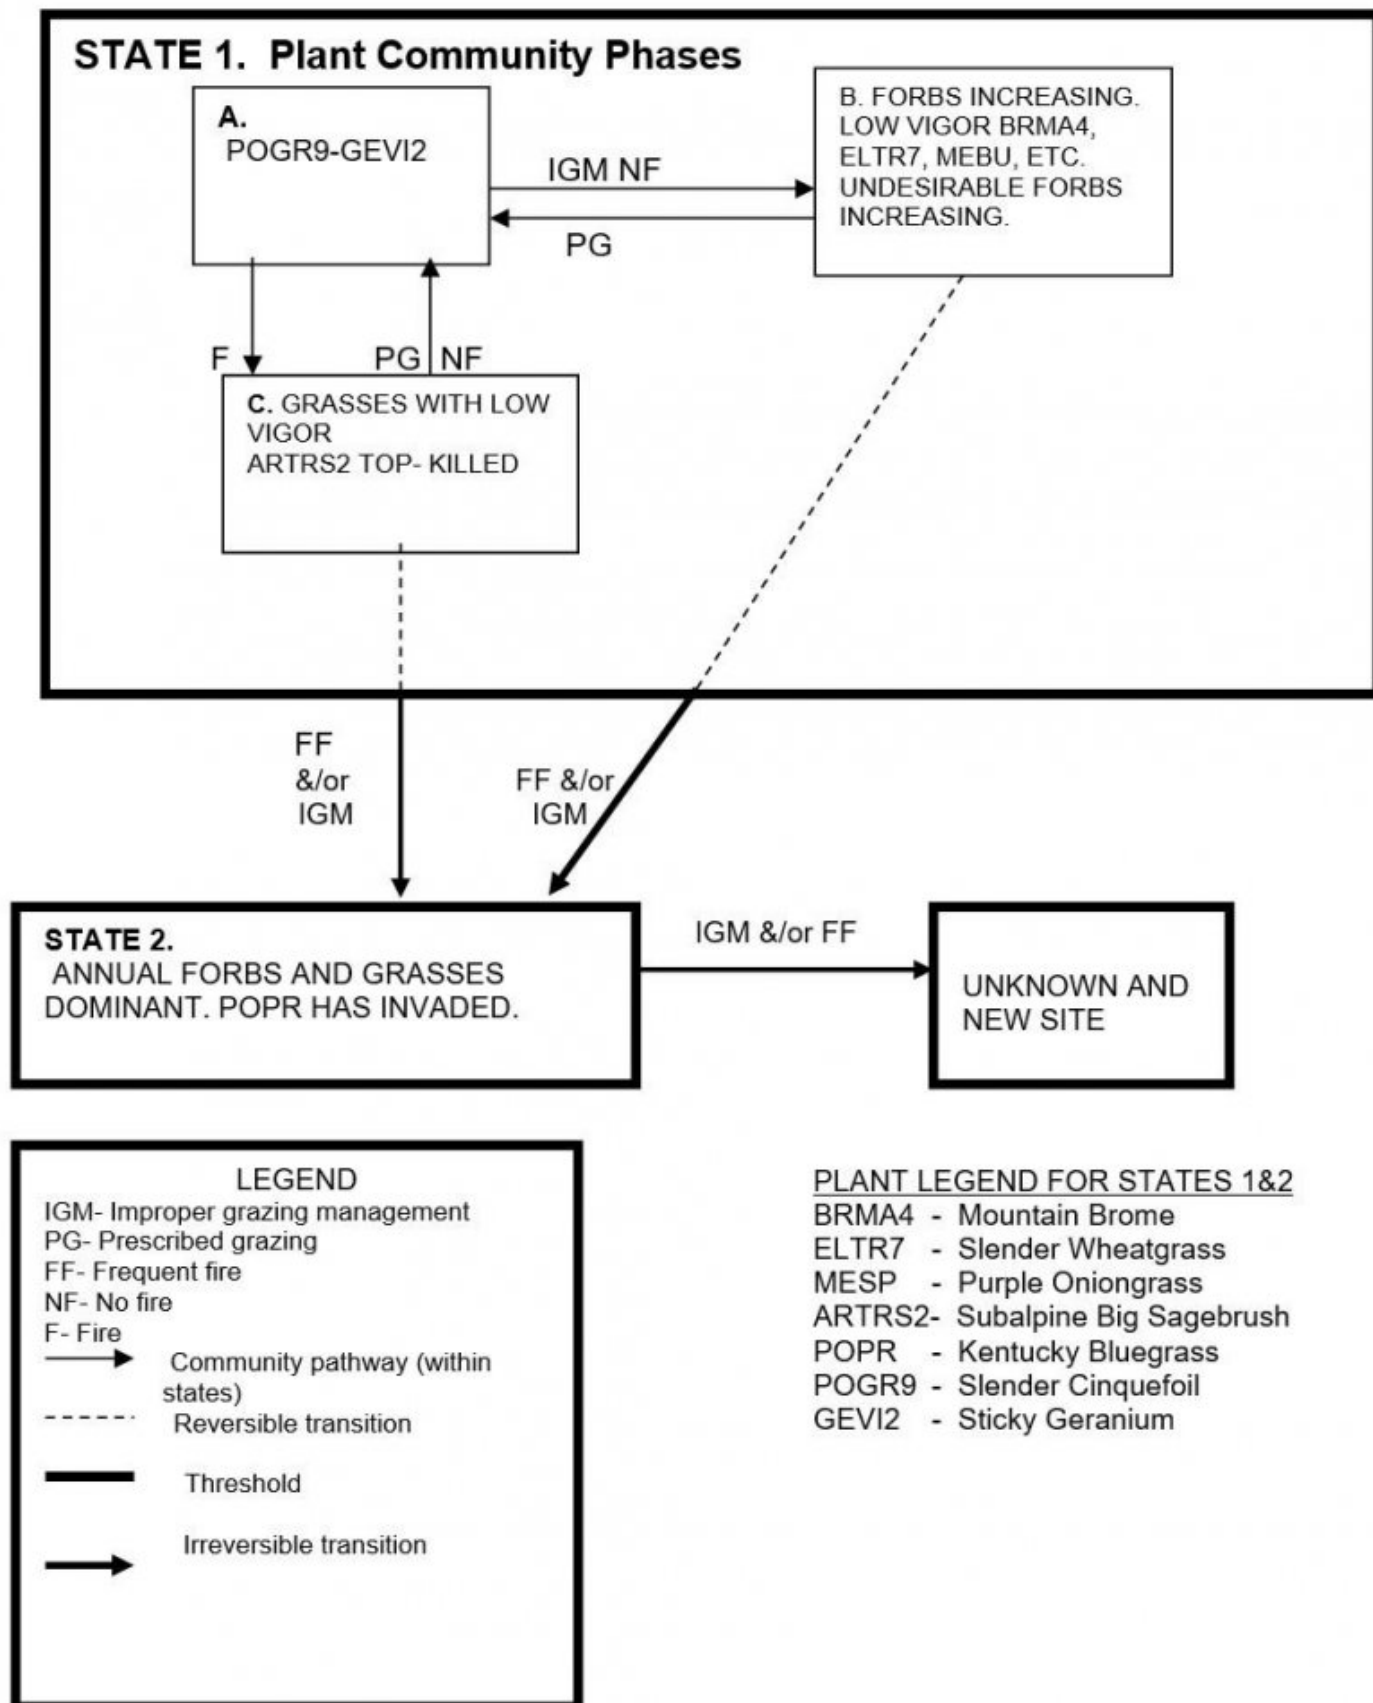 STATE 1. Plant Community Phases
A.
POGR9-GEVI2
IGM NF
PG
B. FORBS INCREASING.
LOW VIGOR BRMA4,
ELTR7, MEBU, ETC.
UNDESIRABLE FORBS
INCREASING.
F
PG NF
C. GRASSES WITH LOW
VIGOR
ARTRS2 TOP- KILLED
FF
&/or
IGM
FF &/or
IGM
STATE 2.
ANNUAL FORBS AND GRASSES
DOMINANT. POPR HAS INVADED.
IGM &/or FF
UNKNOWN AND
NEW SITE
LEGEND
IGM- Improper grazing management
PG- Prescribed grazing
FF- Frequent fire
NF- No fire
F- Fire
Community pathway (within
states)
Reversible transition
Threshold
Irreversible transition
PLANT LEGEND FOR STATES 1&2
BRMA4 - Mountain Brome
ELTR7 - Slender Wheatgrass
MESP - Purple Oniongrass
ARTRS2- Subalpine Big Sagebrush
POPR - Kentucky Bluegrass
POGR9 - Slender Cinquefoil
GEVI2 - Sticky Geranium